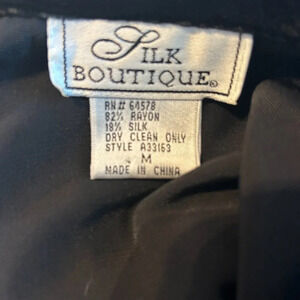 SILK
BOUTIQUE®
RN# 64578
82% RAYON
18% SILK
DRY CLEAN ONLY
STYLE A33163
M
MADE IN CHINA